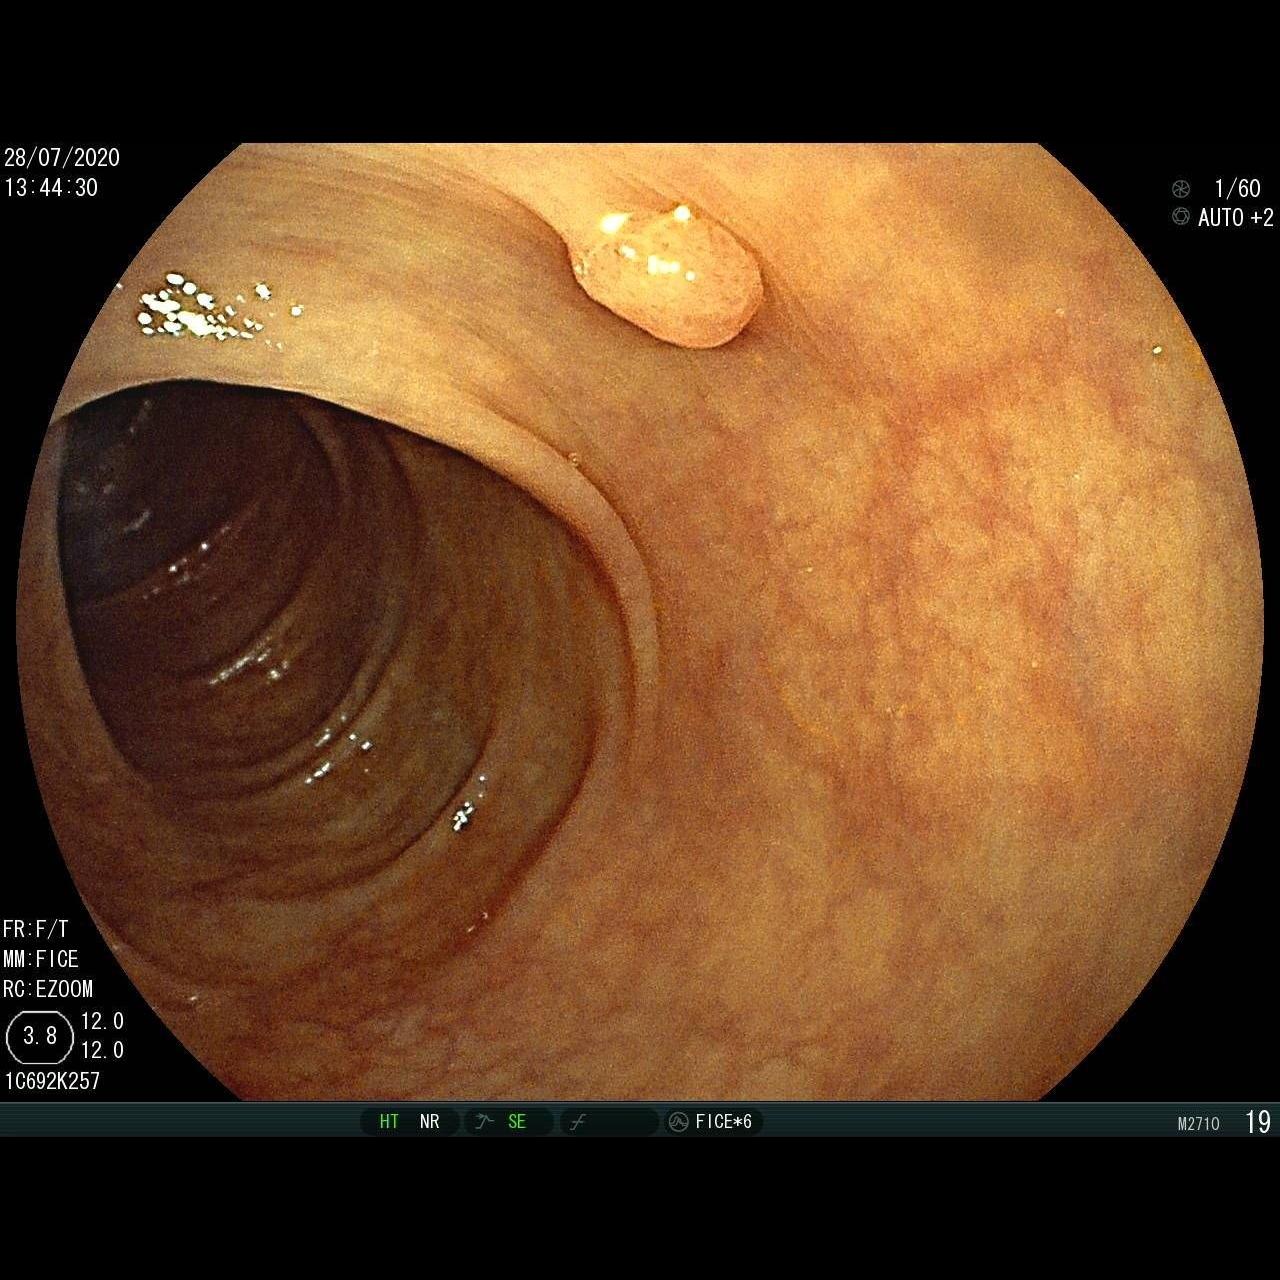 28/07/2020
13:44:30
1/60
AUTO +2
FR:F/T
MM:FICE
RC:EZOOM
3.8
12.0
12.0
1C692K257
HT NR SE FICE*6 M2710 19